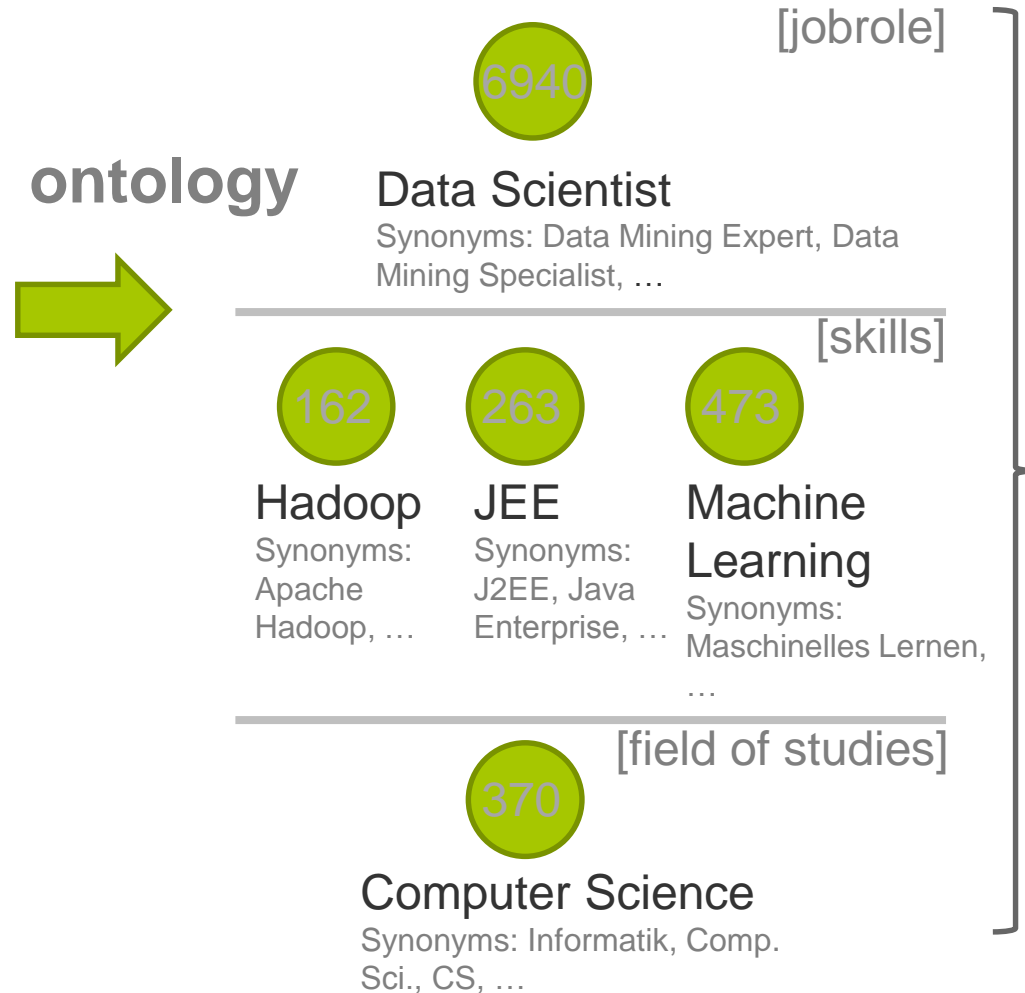 [jobrole]
6940
ontology
Data Scientist
Synonyms: Data Mining Expert, Data
Mining Specialist, …
[skills]
162
263
473
Hadoop
Synonyms:
Apache
Hadoop, …
JEE
Synonyms:
J2EE, Java
Enterprise, …
Machine
Learning
Synonyms:
Maschinelles Lernen,
…
[field of studies]
370
Computer Science
Synonyms: Informatik, Comp.
Sci., CS, …